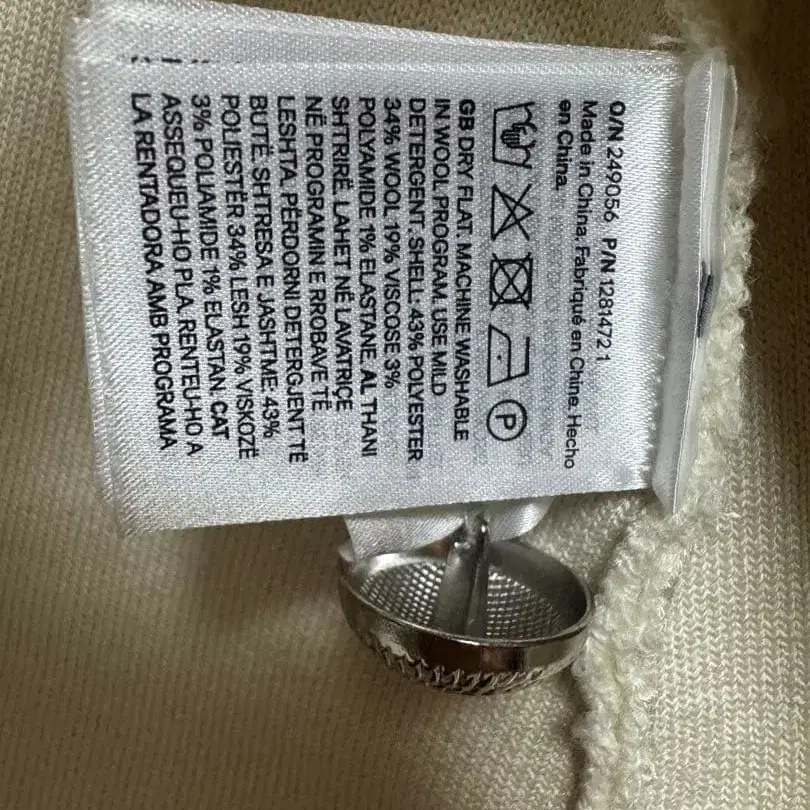 O/N 249056 P/N 1281472 1
Made in China. Fabriqué en Chine. Hecho
en China.
P
GB DRY FLAT. MACHINE WASHABLE
IN WOOL PROGRAM. USE MILD
DETERGENT. SHELL: 43% POLYESTER
34% WOOL 19% VISCOSE 3%
POLYAMIDE 1% ELASTANE. AL THANI
SHTRIRË. LAHET NË LAVATRIÇE
NË PROGRAMIN E RROBAVE TË
LESHTA. PËRDORNI DETERGJENT TË
BUTË. SHTRESA E JASHTME: 43%
POLIESTËR 34% LESH 19% VISKOZË
3% POLIAMIDE 1% ELASTAN. CAT
ASSEQUEU-HO PLA. RENTEU-HO A
LA RENTADORA AMB PROGRAMA